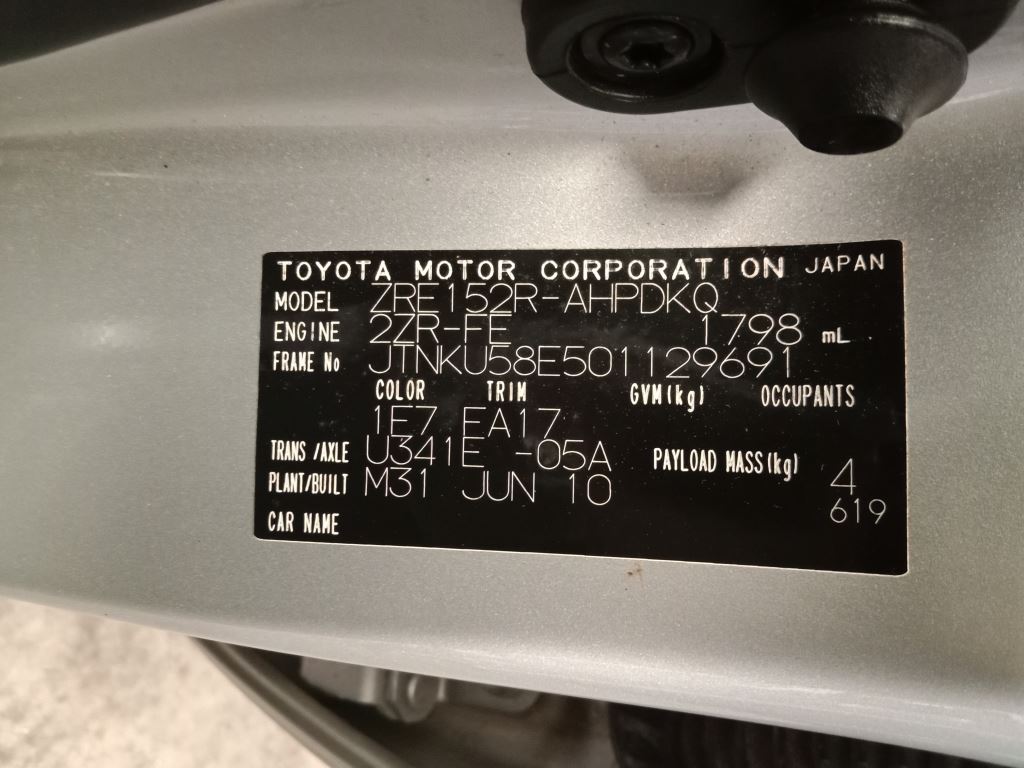 TOYOTA MOTOR CORPORATION JAPAN
MODEL ZRE152R-AHPDKQ
ENGINE 2ZR-FE 1798 mL
FRAME No JTNKU58E501129691
COLOR TRIM GVM(kg) OCCUPANTS
1E7 EA17
TRANS/AXLE U341E -05A PAYLOAD MASS(kg) 4
PLANT/BUILT M31 JUN 10 619
CAR NAME